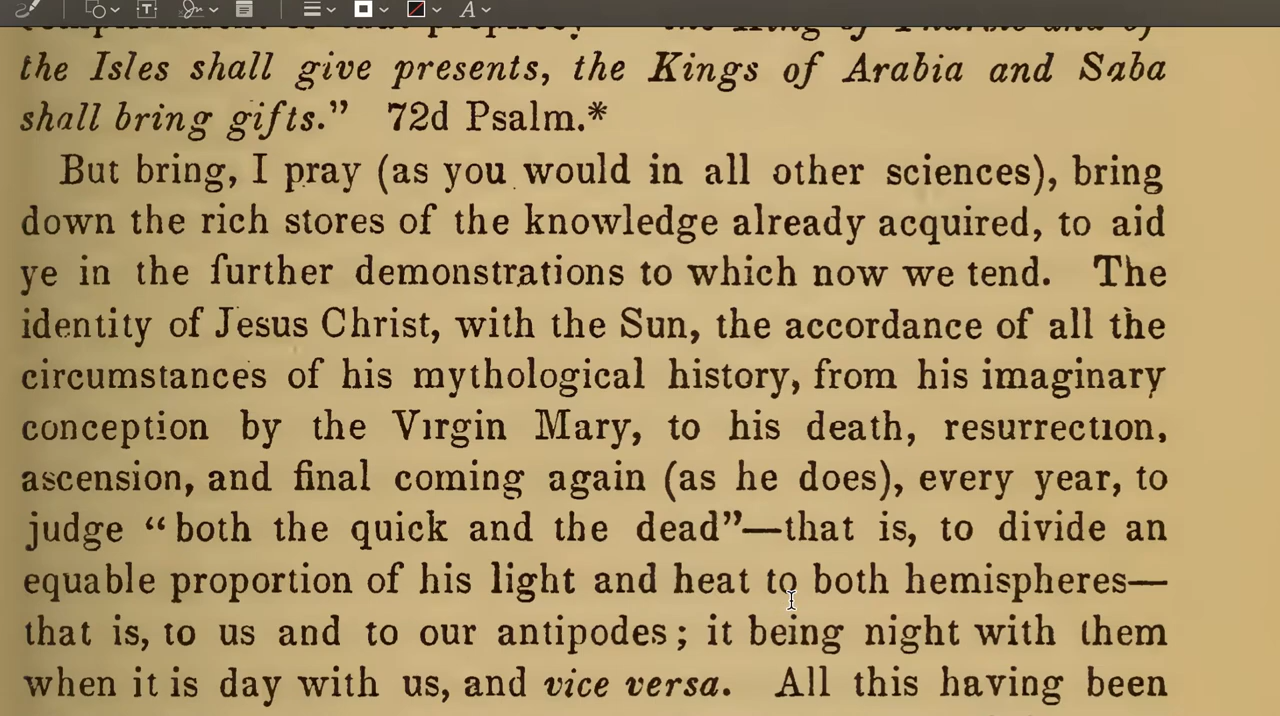 the Isles shall give presents, the Kings of Arabia and Saba
shall bring gifts.” 72d Psalm.*
But bring, I pray (as you would in all other sciences), bring
down the rich stores of the knowledge already acquired, to aid
ye in the further demonstrations to which now we tend. The
identity of Jesus Christ, with the Sun, the accordance of all the
circumstances of his mythological history, from his imaginary
conception by the Virgin Mary, to his death, resurrection,
ascension, and final coming again (as he does), every year, to
judge “both the quick and the dead”—that is, to divide an
equable proportion of his light and heat to both hemispheres—
that is, to us and to our antipodes; it being night with them
when it is day with us, and vice versa. All this having been